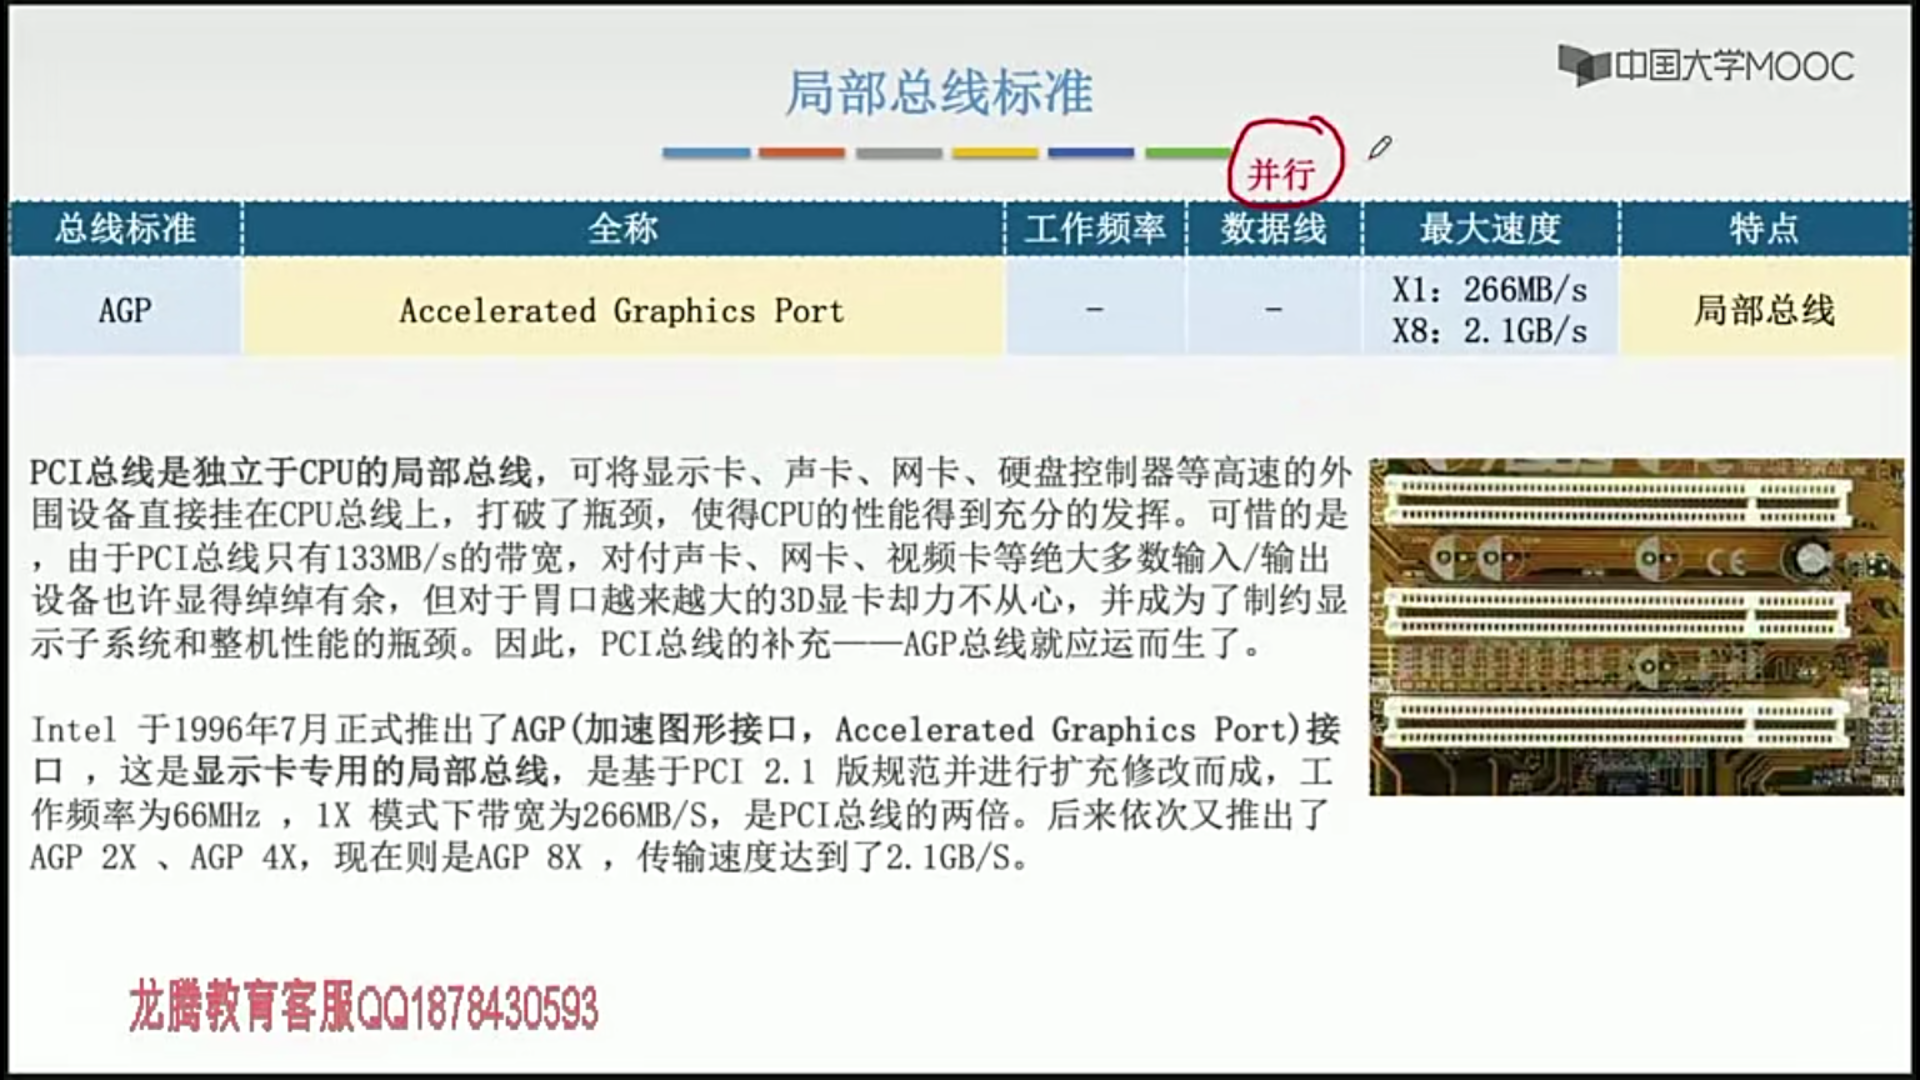 中国大学MOOC
局部总线标准
并行
总线标准 全称 工作频率 数据线 最大速度 特点
AGP Accelerated Graphics Port - - X1: 266MB/s 局部总线
X8: 2.1GB/s
PCI总线是独立于CPU的局部总线，可将显示卡、声卡、网卡、硬盘控制器等高速的外
围设备直接挂在CPU总线上，打破了瓶颈，使得CPU的性能得到充分的发挥。可惜的是
，由于PCI总线只有133MB/s的带宽，对付声卡、网卡、视频卡等绝大多数输入/输出
设备也许显得绰绰有余，但对于胃口越来越大的3D显卡却力不从心，并成为了制约显
示子系统和整机性能的瓶颈。因此，PCI总线的补充——AGP总线就应运而生了。
Intel 于1996年7月正式推出了AGP(加速图形接口，Accelerated Graphics Port)接
口 ，这是显示卡专用的局部总线，是基于PCI 2.1 版规范并进行扩充修改而成，工
作频率为66MHz ，1X 模式下带宽为266MB/S，是PCI总线的两倍。后来依次又推出了
AGP 2X 、AGP 4X，现在则是AGP 8X ，传输速度达到了2.1GB/S。
CE
龙腾教育客服QQ1878430593